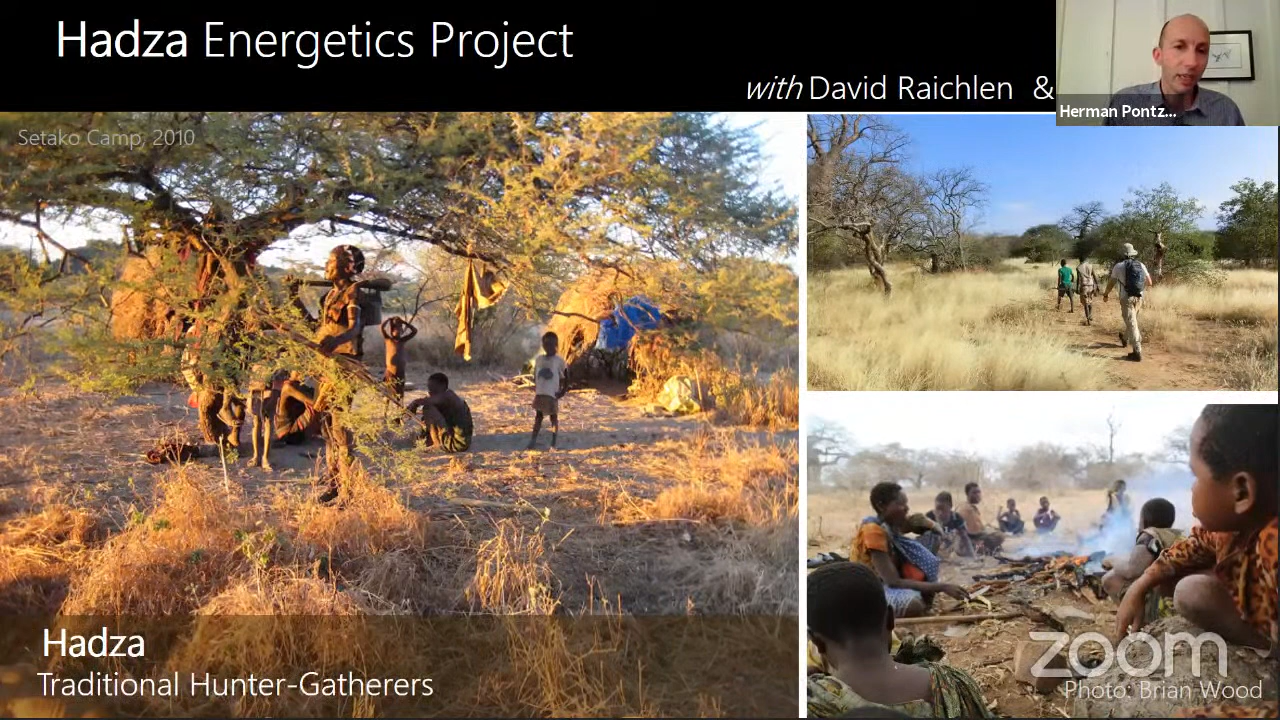 Hadza Energetics Project
with David Raichlen &
Herman Pontz...
Setako Camp, 2010
Hadza
Traditional Hunter-Gatherers
zoom
Photo: Brian Wood